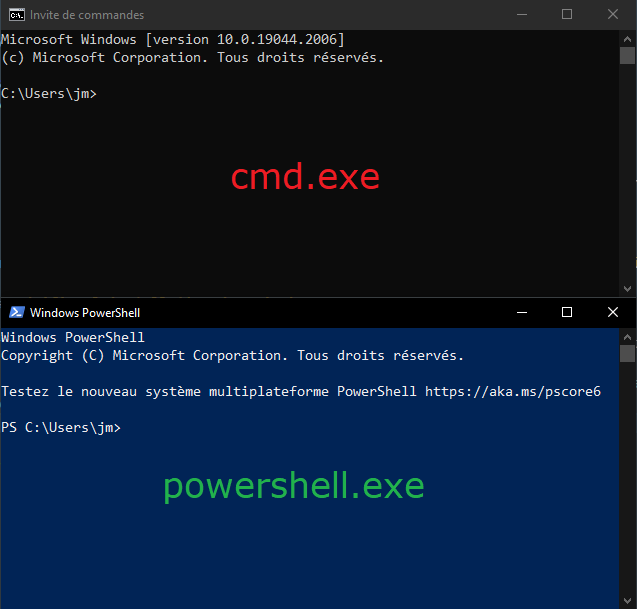 Invite de commandes
Microsoft Windows [version 10.0.19044.2006]
(c) Microsoft Corporation. Tous droits réservés.
C:\Users\jm>
cmd.exe
Windows PowerShell
Windows PowerShell
Copyright (C) Microsoft Corporation. Tous droits réservés.
Testez le nouveau système multiplateforme PowerShell https://aka.ms/pscore6
PS C:\Users\jm>
powershell.exe